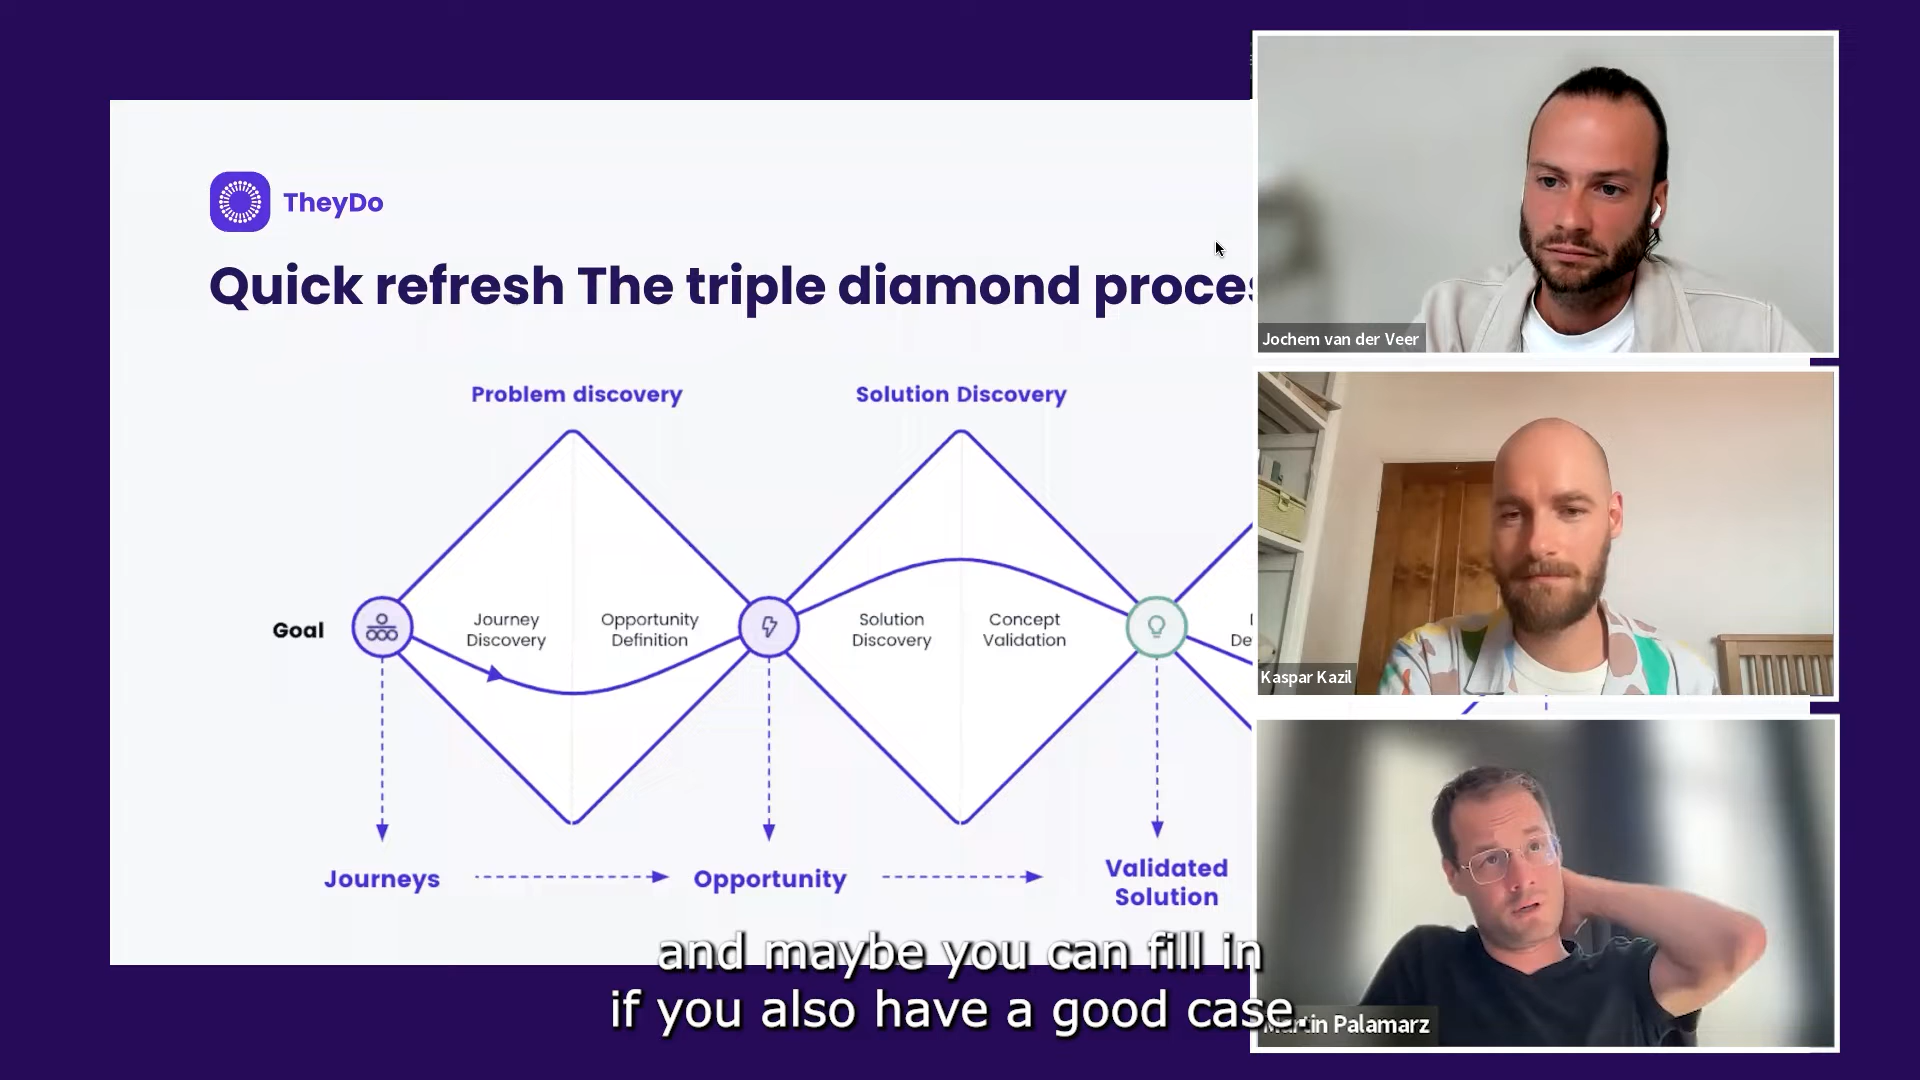 TheyDo
Quick refresh The triple diamond proces
Problem discovery
Solution Discovery
Goal
Journey
Discovery
Opportunity
Definition
Solution
Discovery
Concept
Validation
Journeys
Opportunity
Validated
Solution
Jochem van der Veer
Kaspar Kazil
Martin Palamarz
and maybe you can fill in
if you also have a good case.